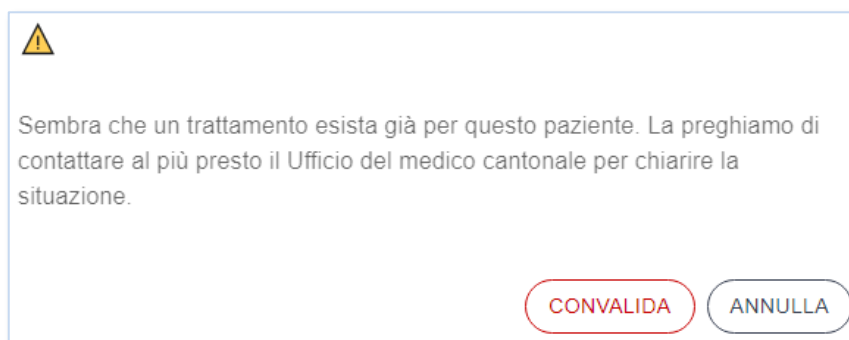 Sembra che un trattamento esista già per questo paziente. La preghiamo di
contattare al più presto il Ufficio del medico cantonale per chiarire la
situazione.
CONVALIDA ANNULLA